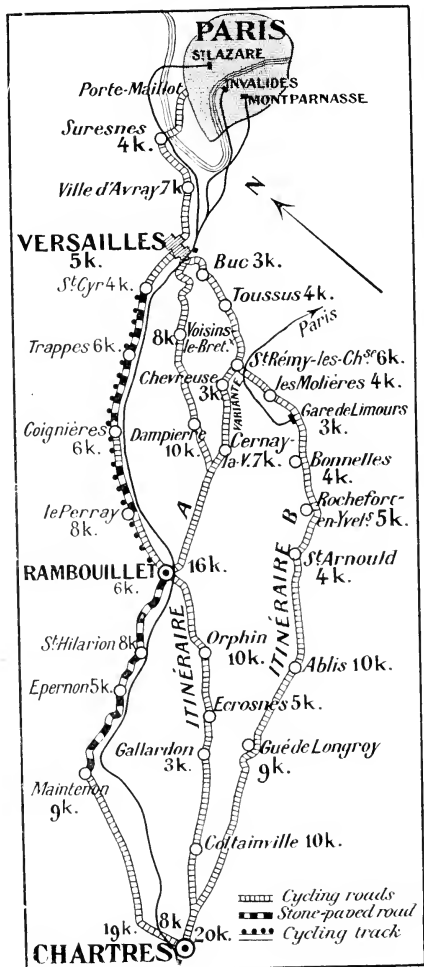 PARIS
St LAZARE
Porte-Maillot
INVALIDES
MONTPARNASSE
Suresnes
4k.
Ville d'Avray 7k
N
VERSAILLES
5k.
Buc 3k.
St Cyr 4k.
Toussus 4k.
Paris
8k
Voisins-
le-Bret.x
Trappes 6k.
St Rémy-les-Chse 6k.
Chevreuse
3k.
VARIANTE
les Molières 4k.
Gare de Limours
3k.
Coignières
6k.
Dampierre
10k.
Cernay-
la-V. 7k.
Bonnelles
4k.
le Perray
8k.
A
Rochefort-
en-Yvels 5k.
B
RAMBOUILLET
6k.
16k.
St Arnould
4k.
ITINÉRAIRE
St Hilarion 8k
ITINÉRAIRE
Orphin
10k.
Ablis 10k.
Epernon 5k.
Ecrosnes 5k.
Gallardon
3k.
Gué de Longroy
9k.
Maintenon
9k.
Coltainville 10k.
19k.
8k.
20k.
CHARTRES
Cycling roads
Stone-paved road
Cycling track